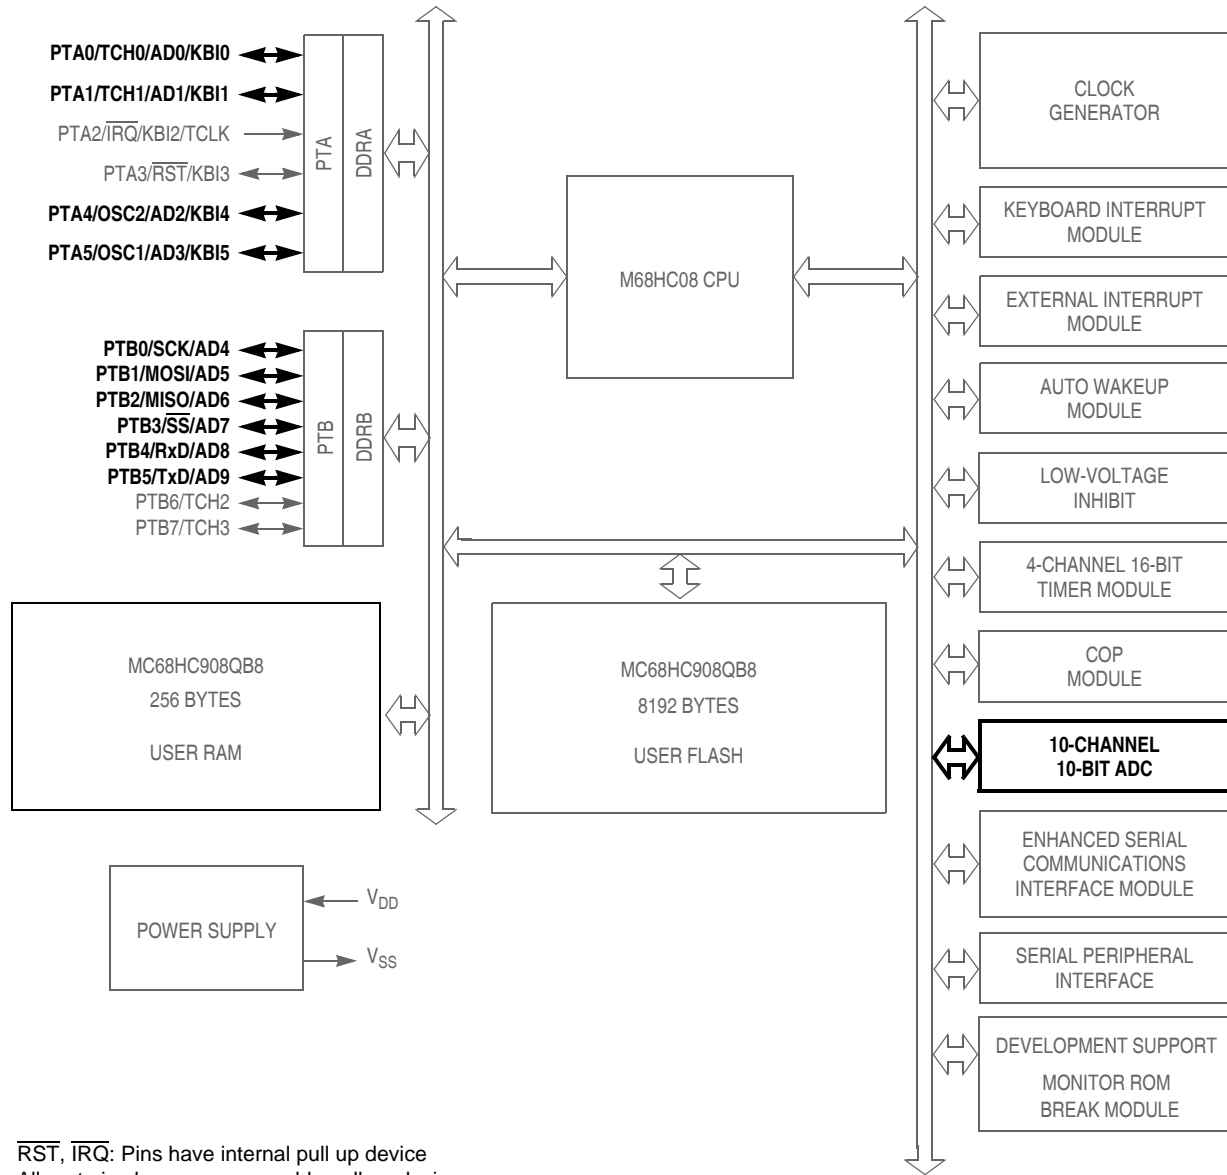 PTA0/TCH0/AD0/KBI0
PTA1/TCH1/AD1/KBI1
PTA2/IRQ/KBI2/TCLK
PTA3/RST/KBI3
PTA4/OSC2/AD2/KBI4
PTA5/OSC1/AD3/KBI5
PTA
DDRA
PTB0/SCK/AD4
PTB1/MOSI/AD5
PTB2/MISO/AD6
PTB3/SS/AD7
PTB4/RxD/AD8
PTB5/TxD/AD9
PTB6/TCH2
PTB7/TCH3
PTB
DDRB
M68HC08 CPU
MC68HC908QB8
256 BYTES
USER RAM
MC68HC908QB8
8192 BYTES
USER FLASH
POWER SUPPLY
VDD
VSS
CLOCK
GENERATOR
KEYBOARD INTERRUPT
MODULE
EXTERNAL INTERRUPT
MODULE
AUTO WAKEUP
MODULE
LOW-VOLTAGE
INHIBIT
4-CHANNEL 16-BIT
TIMER MODULE
COP
MODULE
10-CHANNEL
10-BIT ADC
ENHANCED SERIAL
COMMUNICATIONS
INTERFACE MODULE
SERIAL PERIPHERAL
INTERFACE
DEVELOPMENT SUPPORT
MONITOR ROM
BREAK MODULE
RST, IRQ: Pins have internal pull up device